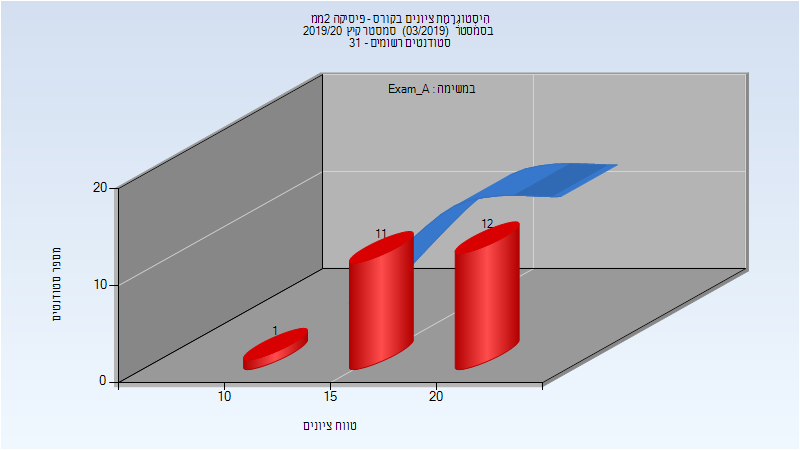 היסטוגרמת ציונים בקורס - פיסיקה 2ממ
בסמסטר (03/2019) סמסטר קיץ 2019/20
סטודנטים רשומים - 31
במשימה : Exam_A
20
10
0
מספר סטודנטים
1
11
12
10
15
20
טווח ציונים